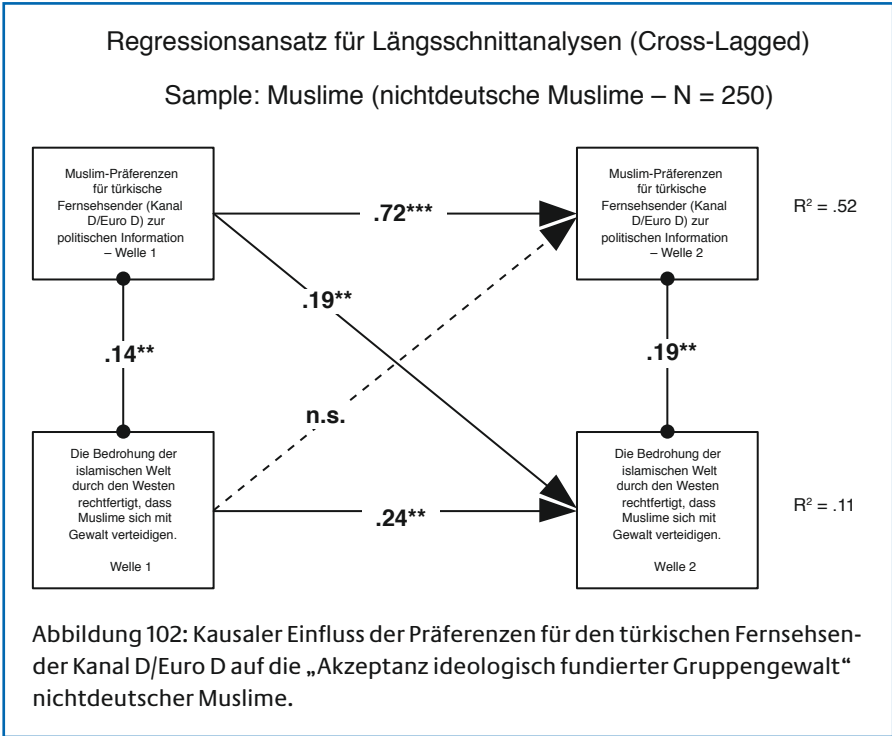 Regressionsansatz für Längsschnittanalysen (Cross-Lagged)
Sample: Muslime (nichtdeutsche Muslime – N = 250)
Muslim-Präferenzen
für türkische
Fernsehsender (Kanal
D/Euro D) zur
politischen Information
– Welle 1
.72***
Muslim-Präferenzen
für türkische
Fernsehsender (Kanal
D/Euro D) zur
politischen Information
– Welle 2
R² = .52
.19**
.14**
.19**
n.s.
Die Bedrohung der
islamischen Welt
durch den Westen
rechtfertigt, dass
Muslime sich mit
Gewalt verteidigen.
Welle 1
.24**
Die Bedrohung der
islamischen Welt
durch den Westen
rechtfertigt, dass
Muslime sich mit
Gewalt verteidigen.
Welle 2
R² = .11
Abbildung 102: Kausaler Einfluss der Präferenzen für den türkischen Fernsehsen-
der Kanal D/Euro D auf die „Akzeptanz ideologisch fundierter Gruppengewalt“
nichtdeutscher Muslime.